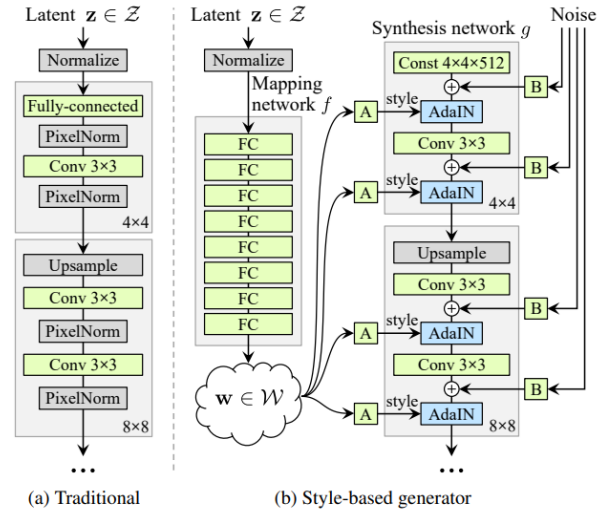 Latent z ∈ Z
Normalize
Fully-connected
PixelNorm
Conv 3×3
PixelNorm
4×4
Upsample
Conv 3×3
PixelNorm
Conv 3×3
PixelNorm
8×8
...
(a) Traditional
Latent z ∈ Z
Normalize
Mapping
network f
FC
FC
FC
FC
FC
FC
FC
FC
w ∈ W
A
style
A
style
A
style
A
style
Synthesis network g
Noise
Const 4×4×512
B
AdaIN
Conv 3×3
B
AdaIN
4×4
Upsample
Conv 3×3
B
AdaIN
Conv 3×3
B
AdaIN
8×8
...
(b) Style-based generator